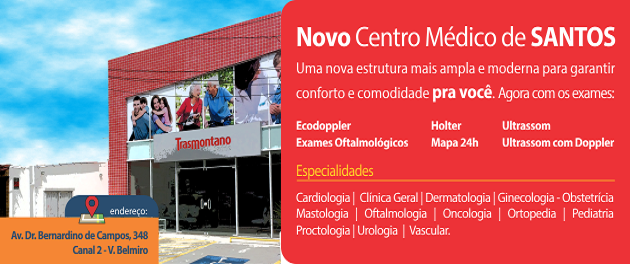 Novo Centro Médico de SANTOS
Uma nova estrutura mais ampla e moderna para garantir
conforto e comodidade pra você. Agora com os exames:
Ecodoppler Holter Ultrassom
Exames Oftalmológicos Mapa 24h Ultrassom com Doppler
Especialidades
Cardiologia | Clínica Geral | Dermatologia | Ginecologia - Obstetrícia
Mastologia | Oftalmologia | Oncologia | Ortopedia | Pediatria
Proctologia | Urologia | Vascular.
Trasmontano
endereço:
Av. Dr. Bernardino de Campos, 348
Canal 2 - V. Belmiro